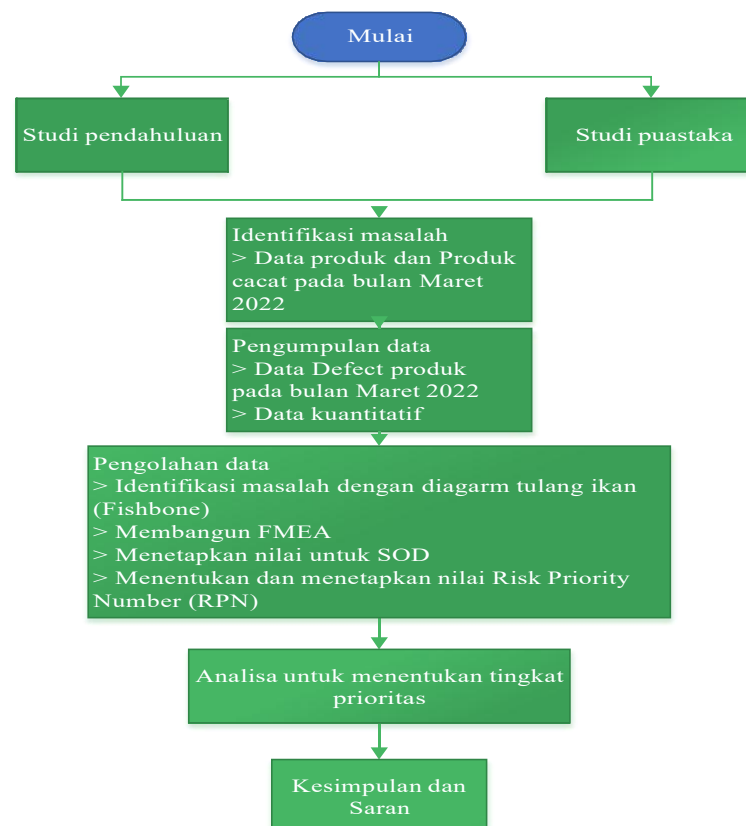 Mulai
Studi pendahuluan
Studi puastaka
Identifikasi masalah
> Data produk dan Produk
cacat pada bulan Maret
2022
Pengumpulan data
> Data Defect produk
pada bulan Maret 2022
> Data kuantitatif
Pengolahan data
> Identifikasi masalah dengan diagarm tulang ikan
(Fishbone)
> Membangun FMEA
> Menetapkan nilai untuk SOD
> Menentukan dan menetapkan nilai Risk Priority
Number (RPN)
Analisa untuk menentukan tingkat
prioritas
Kesimpulan dan
Saran